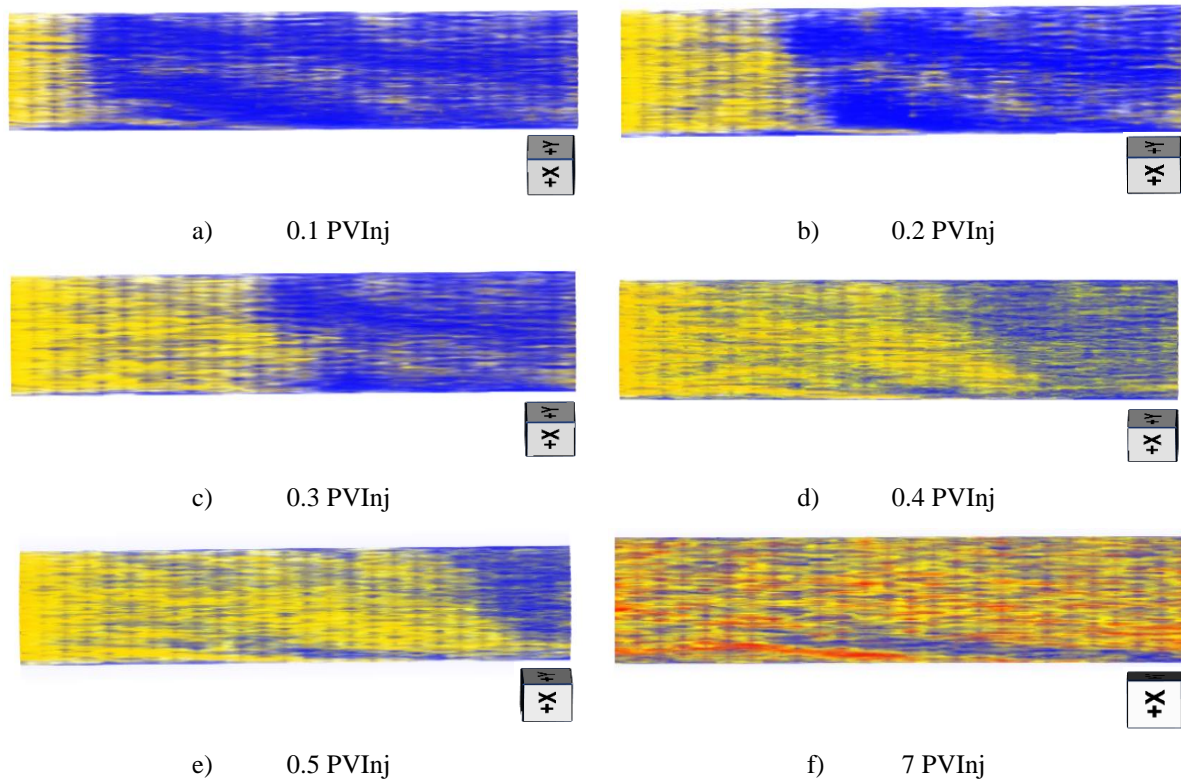 +Y
+X
+Y
+X
a) 0.1 PVInj
b) 0.2 PVInj
+Y
+X
+Y
+X
c) 0.3 PVInj
d) 0.4 PVInj
+Y
+X
+X
e) 0.5 PVInj
f) 7 PVInj